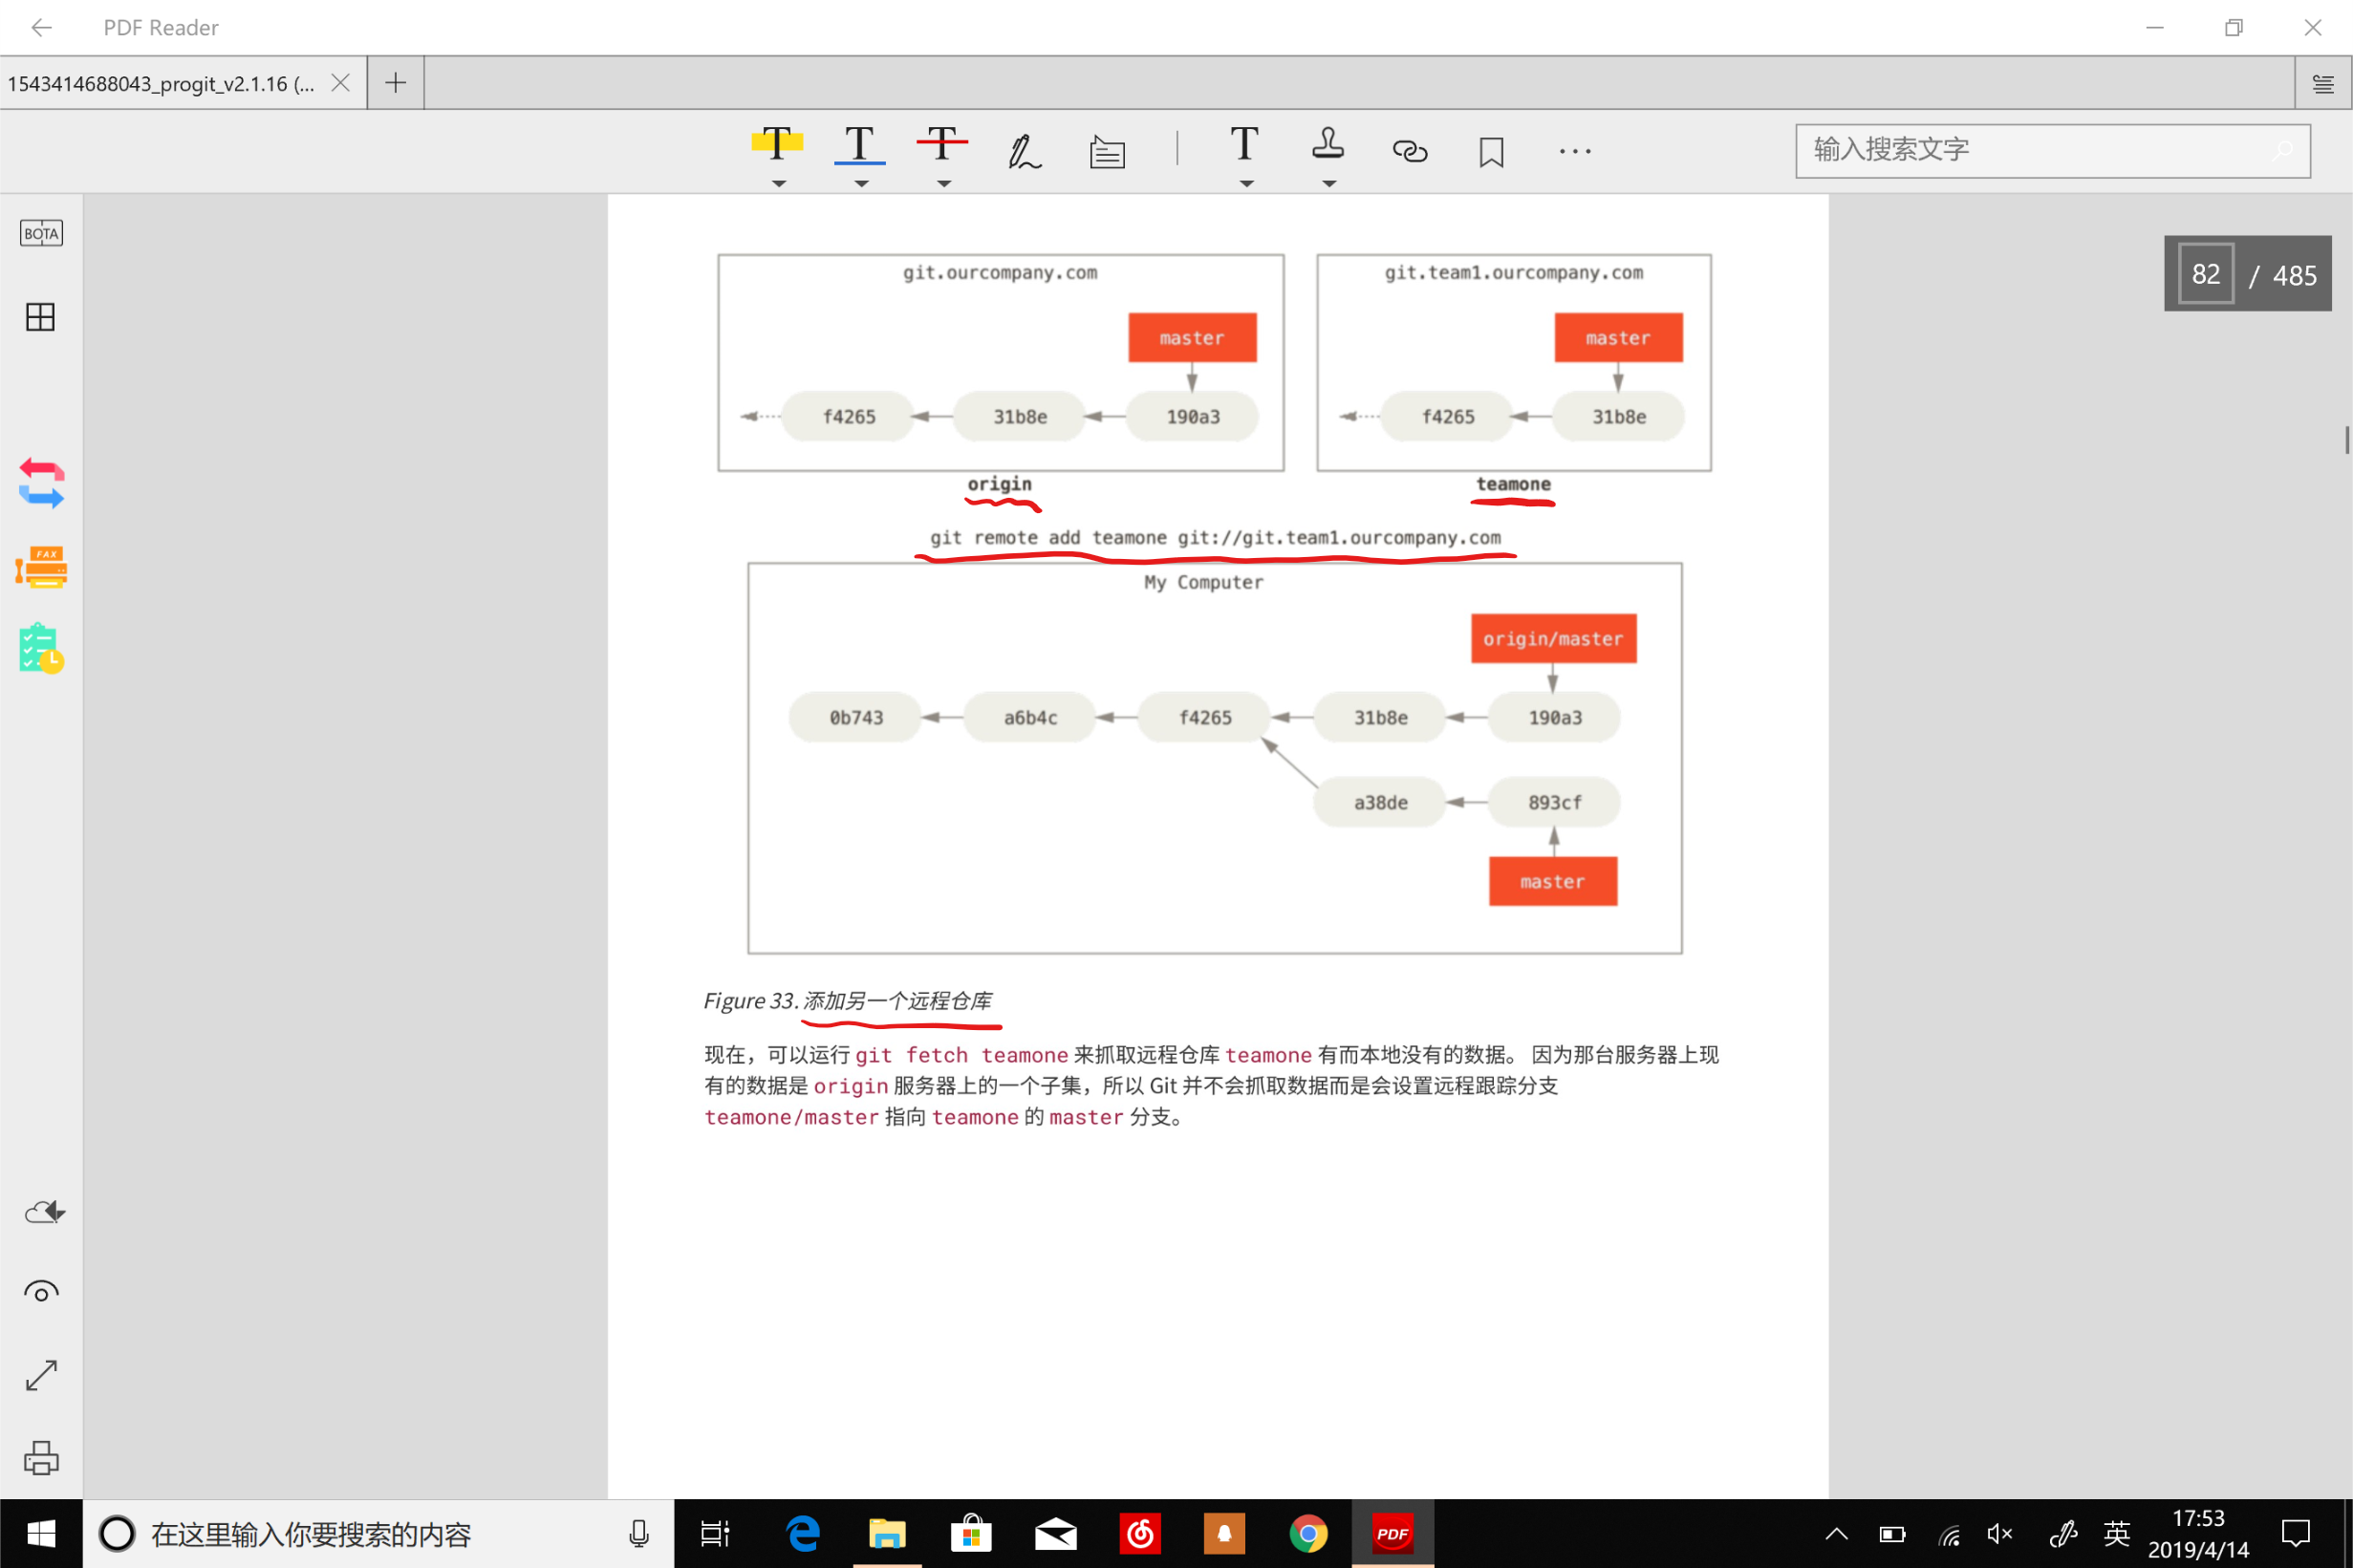 PDF Reader
1543414688043_progit_v2.1.16 (...
输入搜索文字
BOTA
82 / 485
git.ourcompany.com
master
f4265 31b8e 190a3
origin
git.team1.ourcompany.com
master
f4265 31b8e
teamone
git remote add teamone git://git.team1.ourcompany.com
My Computer
origin/master
0b743 a6b4c f4265 31b8e 190a3
a38de 893cf
master
Figure 33. 添加另一个远程仓库
现在，可以运行 git fetch teamone 来抓取远程仓库 teamone 有而本地没有的数据。 因为那台服务器上现
有的数据是 origin 服务器上的一个子集，所以 Git 并不会抓取数据而是会设置远程跟踪分支
teamone/master 指向 teamone 的 master 分支。
FAX
在这里输入你要搜索的内容
PDF
英
17:53
2019/4/14